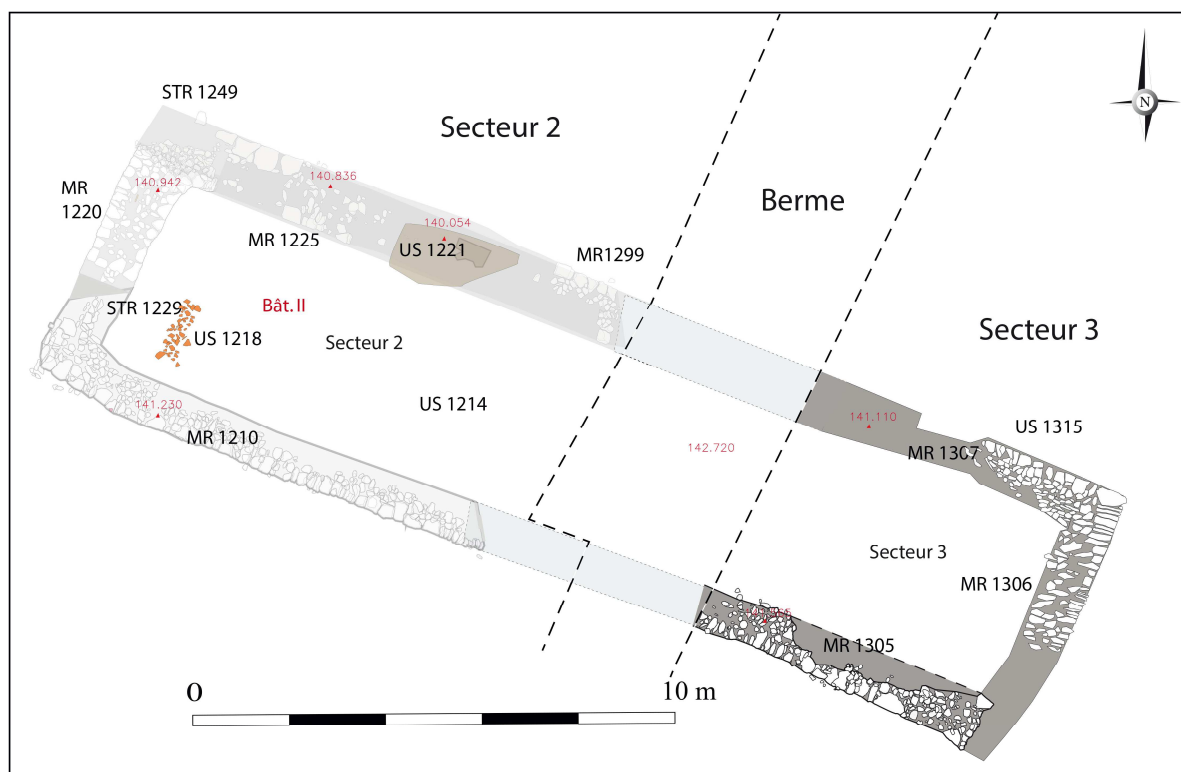 STR 1249
Secteur 2
N
140.942
140.836
MR
1220
Berme
140.054
MR 1225
US 1221
MR1299
STR 1229
Bât. II
US 1218
Secteur 2
Secteur 3
US 1214
141.230
MR 1210
141.110
US 1315
142.720
MR 1307
Secteur 3
MR 1306
MR 1305
0
10 m